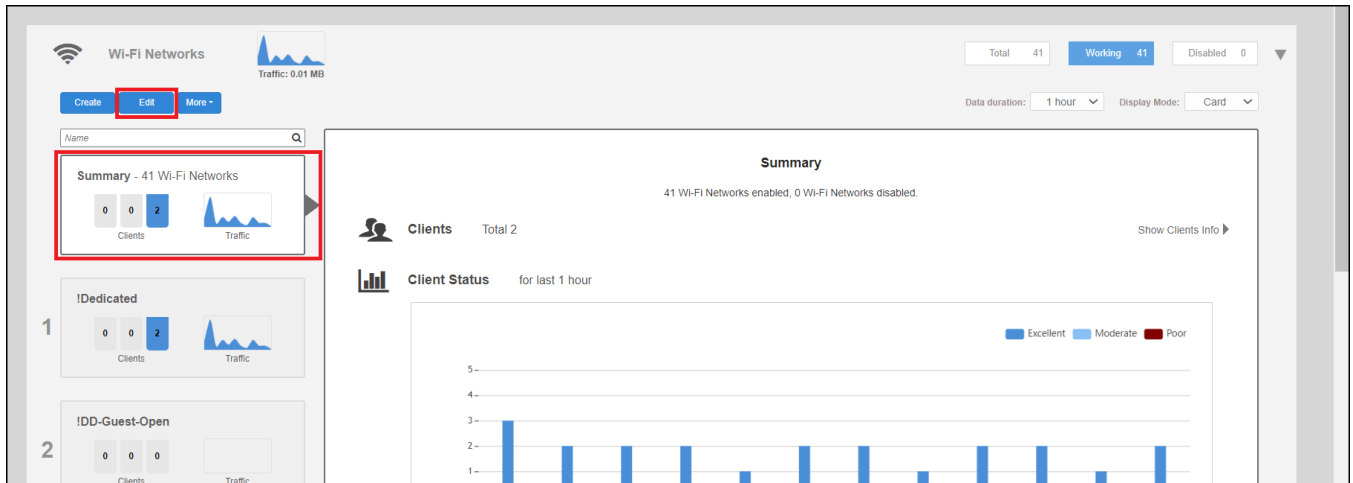 Wi-Fi Networks
Traffic: 0.01 MB
Total 41 Working 41 Disabled 0
Create Edit More
Data duration: 1 hour Display Mode: Card
Name
Summary - 41 Wi-Fi Networks
0 0 2
Clients Traffic
1
!Dedicated
0 0 2
Clients Traffic
2
!DD-Guest-Open
0 0 0
Clients Traffic
Summary
41 Wi-Fi Networks enabled, 0 Wi-Fi Networks disabled.
Clients Total 2 Show Clients Info
Client Status for last 1 hour
Excellent Moderate Poor
5
4
3
2
1